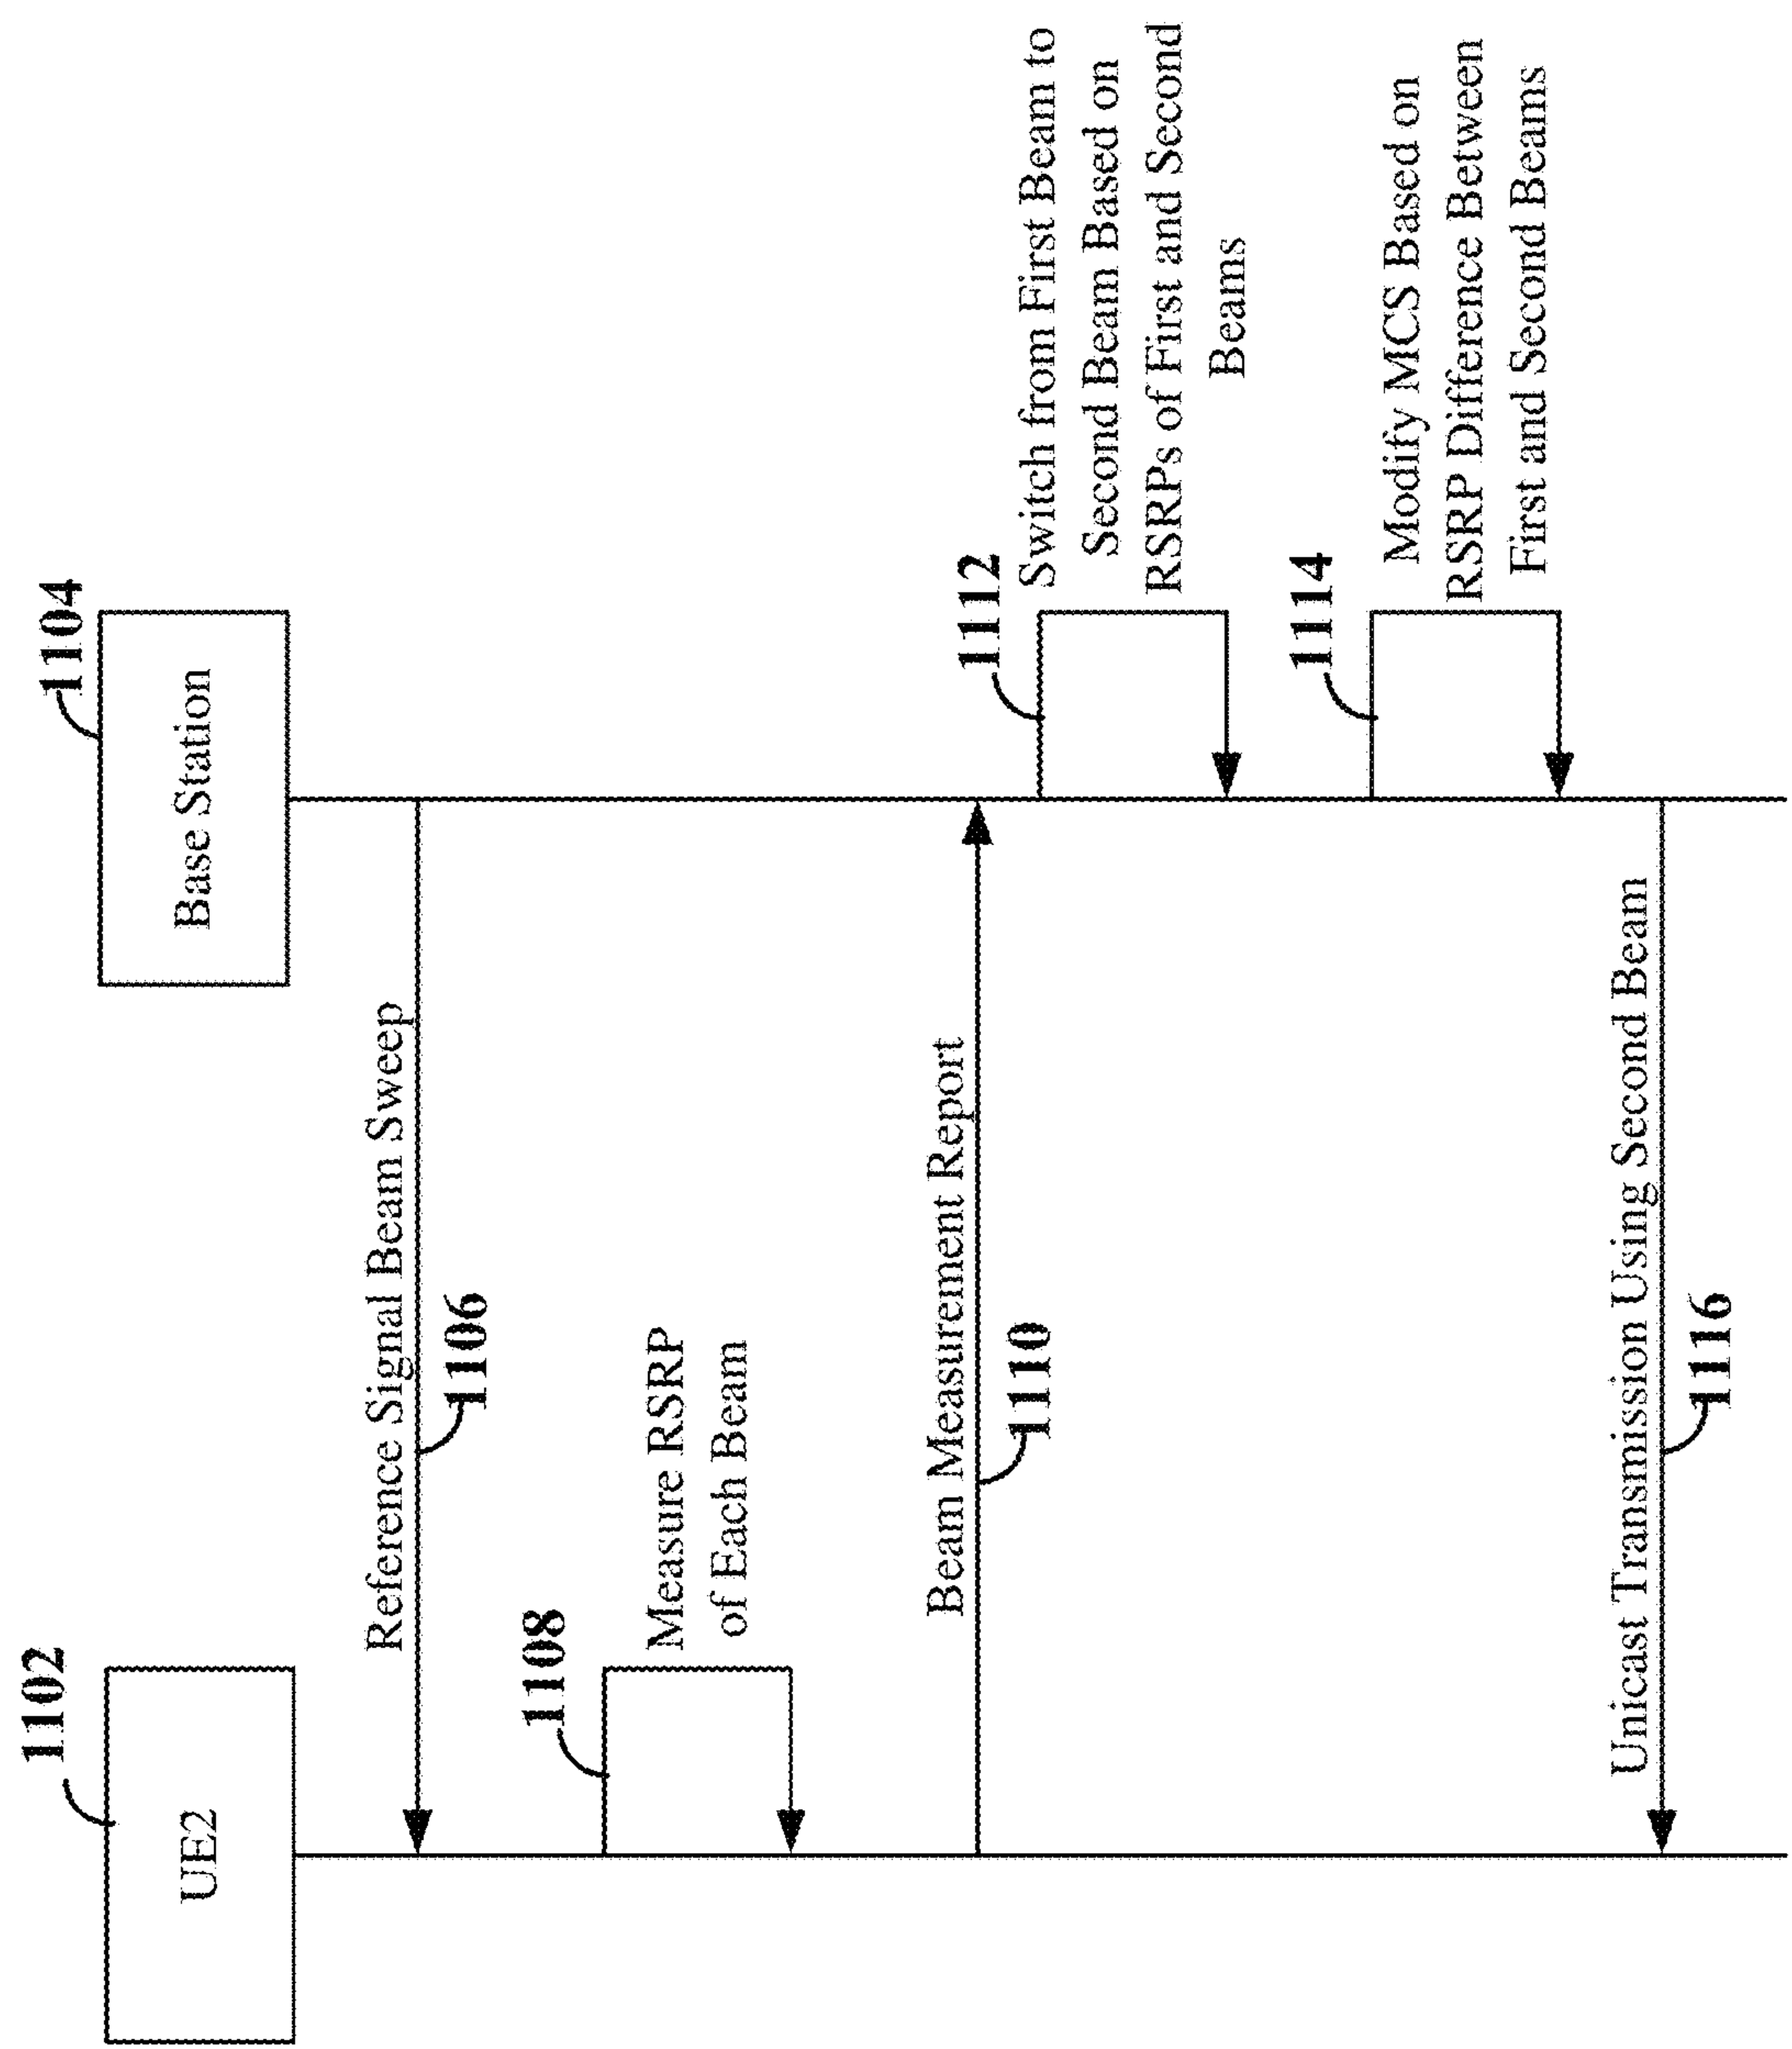 1102
UE2
1104
Base Station
Reference Signal Beam Sweep
1106
1108
Measure RSRP
of Each Beam
Beam Measurement Report
1110
1112
Switch from First Beam to
Second Beam Based on
RSRPs of First and Second
Beams
1114
Modify MCS Based on
RSRP Difference Between
First and Second Beams
Unicast Transmission Using Second Beam
1116